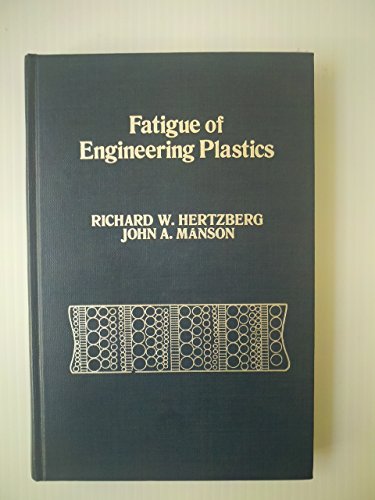 Fatigue of
Engineering Plastics
RICHARD W. HERTZBERG
JOHN A. MANSON